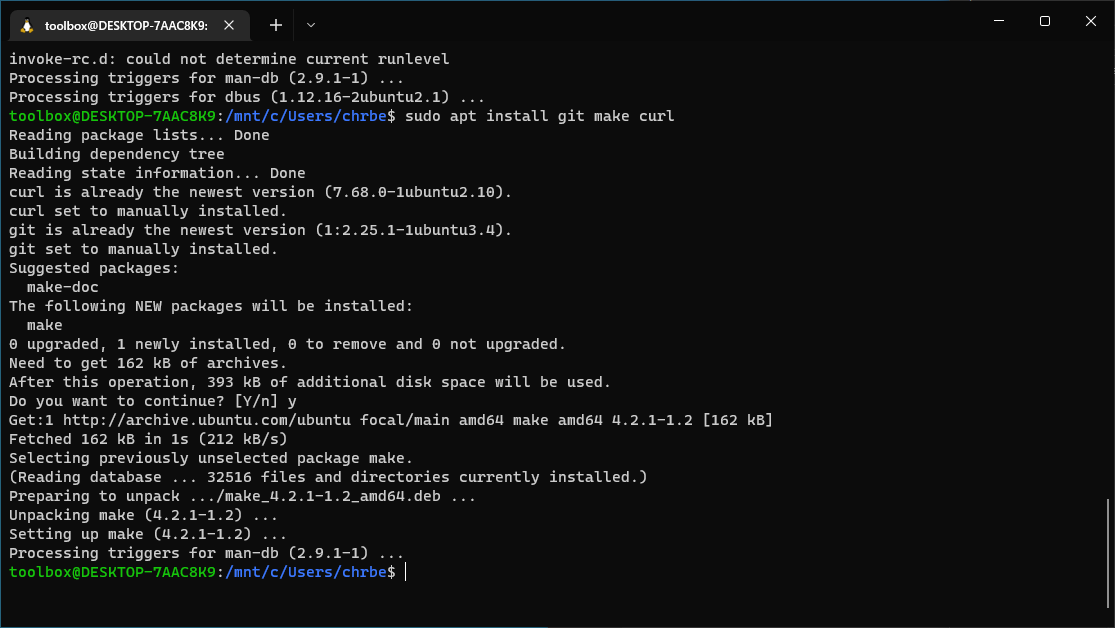 toolbox@DESKTOP-7AAC8K9:
invoke-rc.d: could not determine current runlevel
Processing triggers for man-db (2.9.1-1) ...
Processing triggers for dbus (1.12.16-2ubuntu2.1) ...
toolbox@DESKTOP-7AAC8K9:/mnt/c/Users/chrbe$ sudo apt install git make curl
Reading package lists... Done
Building dependency tree
Reading state information... Done
curl is already the newest version (7.68.0-1ubuntu2.10).
curl set to manually installed.
git is already the newest version (1:2.25.1-1ubuntu3.4).
git set to manually installed.
Suggested packages:
  make-doc
The following NEW packages will be installed:
  make
0 upgraded, 1 newly installed, 0 to remove and 0 not upgraded.
Need to get 162 kB of archives.
After this operation, 393 kB of additional disk space will be used.
Do you want to continue? [Y/n] y
Get:1 http://archive.ubuntu.com/ubuntu focal/main amd64 make amd64 4.2.1-1.2 [162 kB]
Fetched 162 kB in 1s (212 kB/s)
Selecting previously unselected package make.
(Reading database ... 32516 files and directories currently installed.)
Preparing to unpack .../make_4.2.1-1.2_amd64.deb ...
Unpacking make (4.2.1-1.2) ...
Setting up make (4.2.1-1.2) ...
Processing triggers for man-db (2.9.1-1) ...
toolbox@DESKTOP-7AAC8K9:/mnt/c/Users/chrbe$